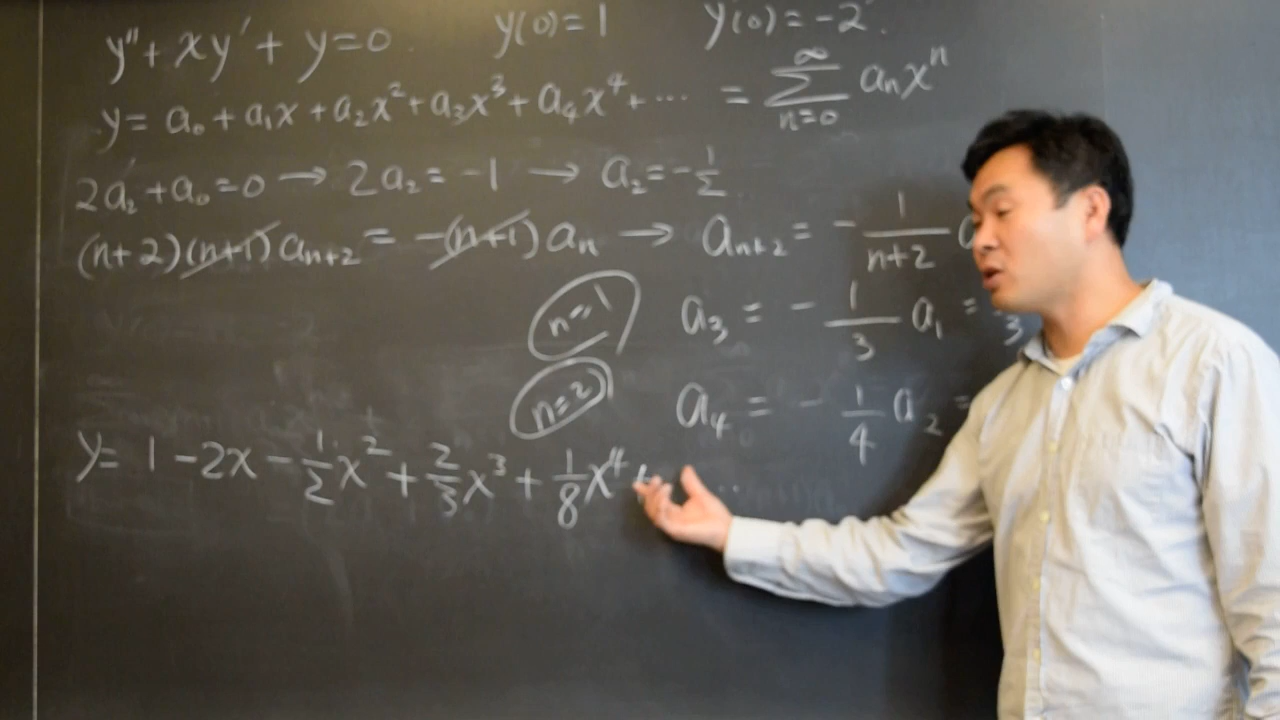 y'' + xy' + y = 0 y(0) = 1 y'(0) = -2.
y = a₀ + a₁x + a₂x² + a₃x³ + a₄x⁴ + ⋯ = ∑_{n=0}^{∞} aₙxⁿ
2a₂ + a₀ = 0 → 2a₂ = -1 → a₂ = -1/2
(n+2)(n+1)aₙ₊₂ = -(n+1)aₙ → aₙ₊₂ = -1/(n+2)
n=1 a₃ = -1/3 a₁ =
n=2 a₄ = -1/4 a₂ =
y = 1 - 2x - 1/2 x² + 2/3 x³ + 1/8 x⁴ + ...